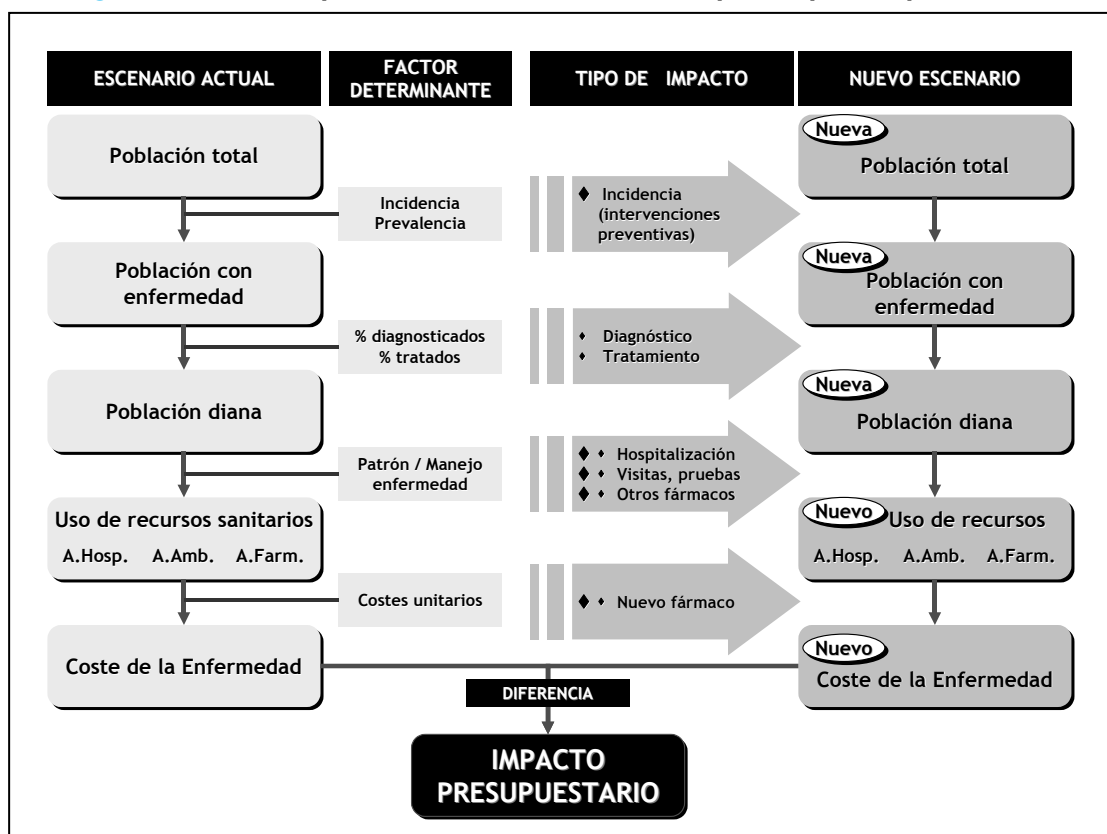 ESCENARIO ACTUAL
FACTOR
DETERMINANTE
TIPO DE IMPACTO
NUEVO ESCENARIO
Población total
Incidencia
Prevalencia
♦ Incidencia
(intervenciones
preventivas)
Nueva
Población total
Población con
enfermedad
% diagnosticados
% tratados
♦ Diagnóstico
♦ Tratamiento
Nueva
Población con
enfermedad
Población diana
Patrón / Manejo
enfermedad
♦ ♦ Hospitalización
♦ ♦ Visitas, pruebas
♦ ♦ Otros fármacos
Nueva
Población diana
Uso de recursos sanitarios
A.Hosp. A.Amb. A.Farm.
Costes unitarios
♦ ♦ Nuevo fármaco
Nuevo
Uso de recursos
A.Hosp. A.Amb. A.Farm.
Coste de la Enfermedad
Nuevo
Coste de la Enfermedad
DIFERENCIA
IMPACTO
PRESUPUESTARIO